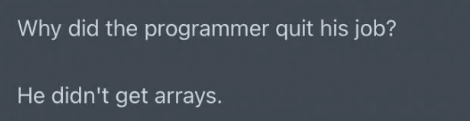 Why did the programmer quit his job?
He didn't get arrays.